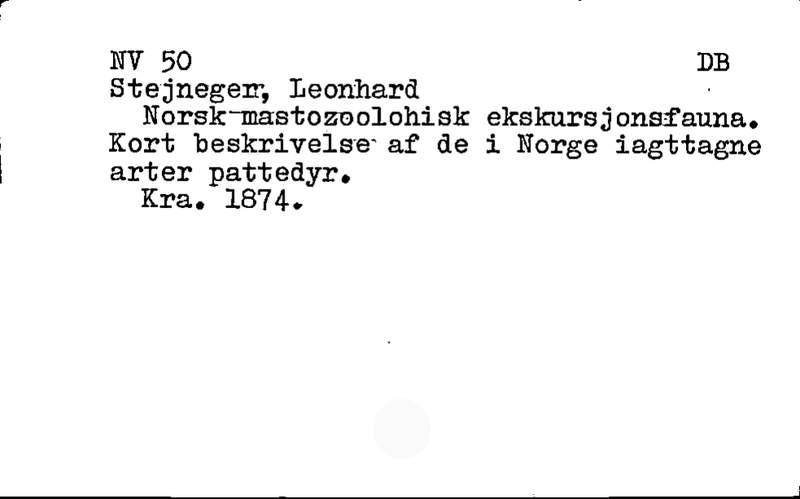 NV 50 DB
Stejneger, Leonhard
Norsk mastozoolohisk ekskursjonsfauna.
Kort beskrivelse af de i Norge iagttagne
arter pattedyr.
Kra. 1874.